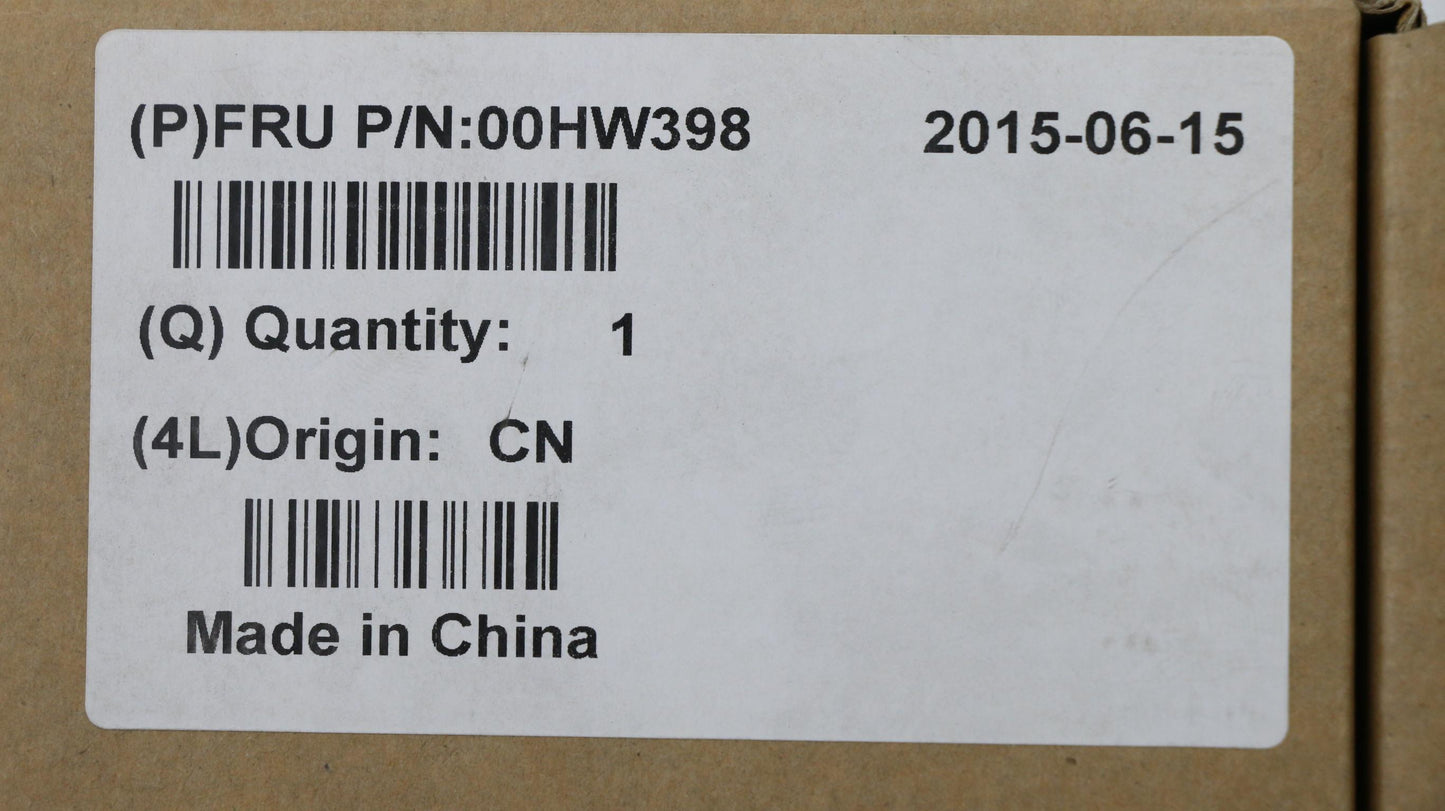 (P)FRU P/N:00HW398 2015-06-15
(Q) Quantity: 1
(4L)Origin: CN
Made in China